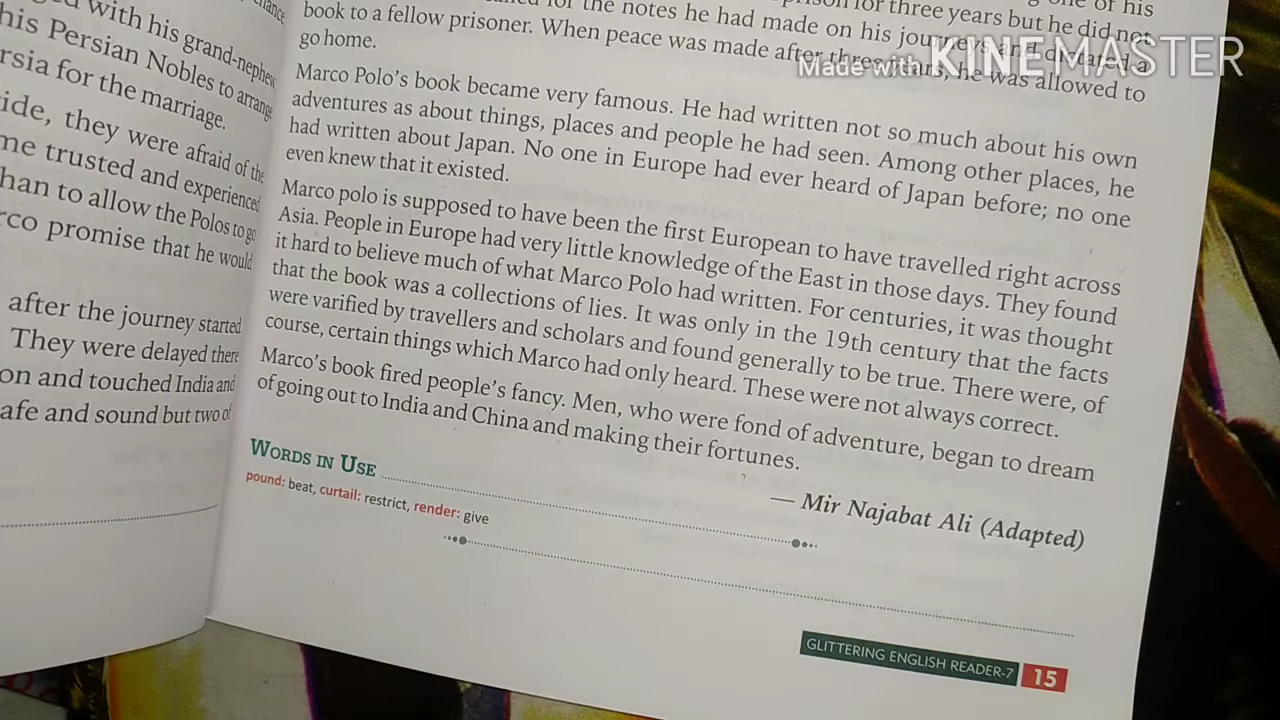 chance
with his grand-nephew
his Persian Nobles to arrange
rsia for the marriage.
ide, they were afraid of the
me trusted and experienced
han to allow the Polos to go
rco promise that he would
after the journey started
They were delayed there
on and touched India and
afe and sound but two of
one of his
for three years but he did not
for the notes he had made on his journeys and dictated a
book to a fellow prisoner. When peace was made after three years, he was allowed to
go home.
Made with KINEMASTER
Marco Polo's book became very famous. He had written not so much about his own
adventures as about things, places and people he had seen. Among other places, he
had written about Japan. No one in Europe had ever heard of Japan before; no one
even knew that it existed.
Marco polo is supposed to have been the first European to have travelled right across
Asia. People in Europe had very little knowledge of the East in those days. They found
it hard to believe much of what Marco Polo had written. For centuries, it was thought
that the book was a collections of lies. It was only in the 19th century that the facts
were varified by travellers and scholars and found generally to be true. There were, of
course, certain things which Marco had only heard. These were not always correct.
Marco's book fired people's fancy. Men, who were fond of adventure, began to dream
of going out to India and China and making their fortunes.
— Mir Najabat Ali (Adapted)
WORDS IN USE
pound: beat, curtail: restrict, render: give
GLITTERING ENGLISH READER-7 15